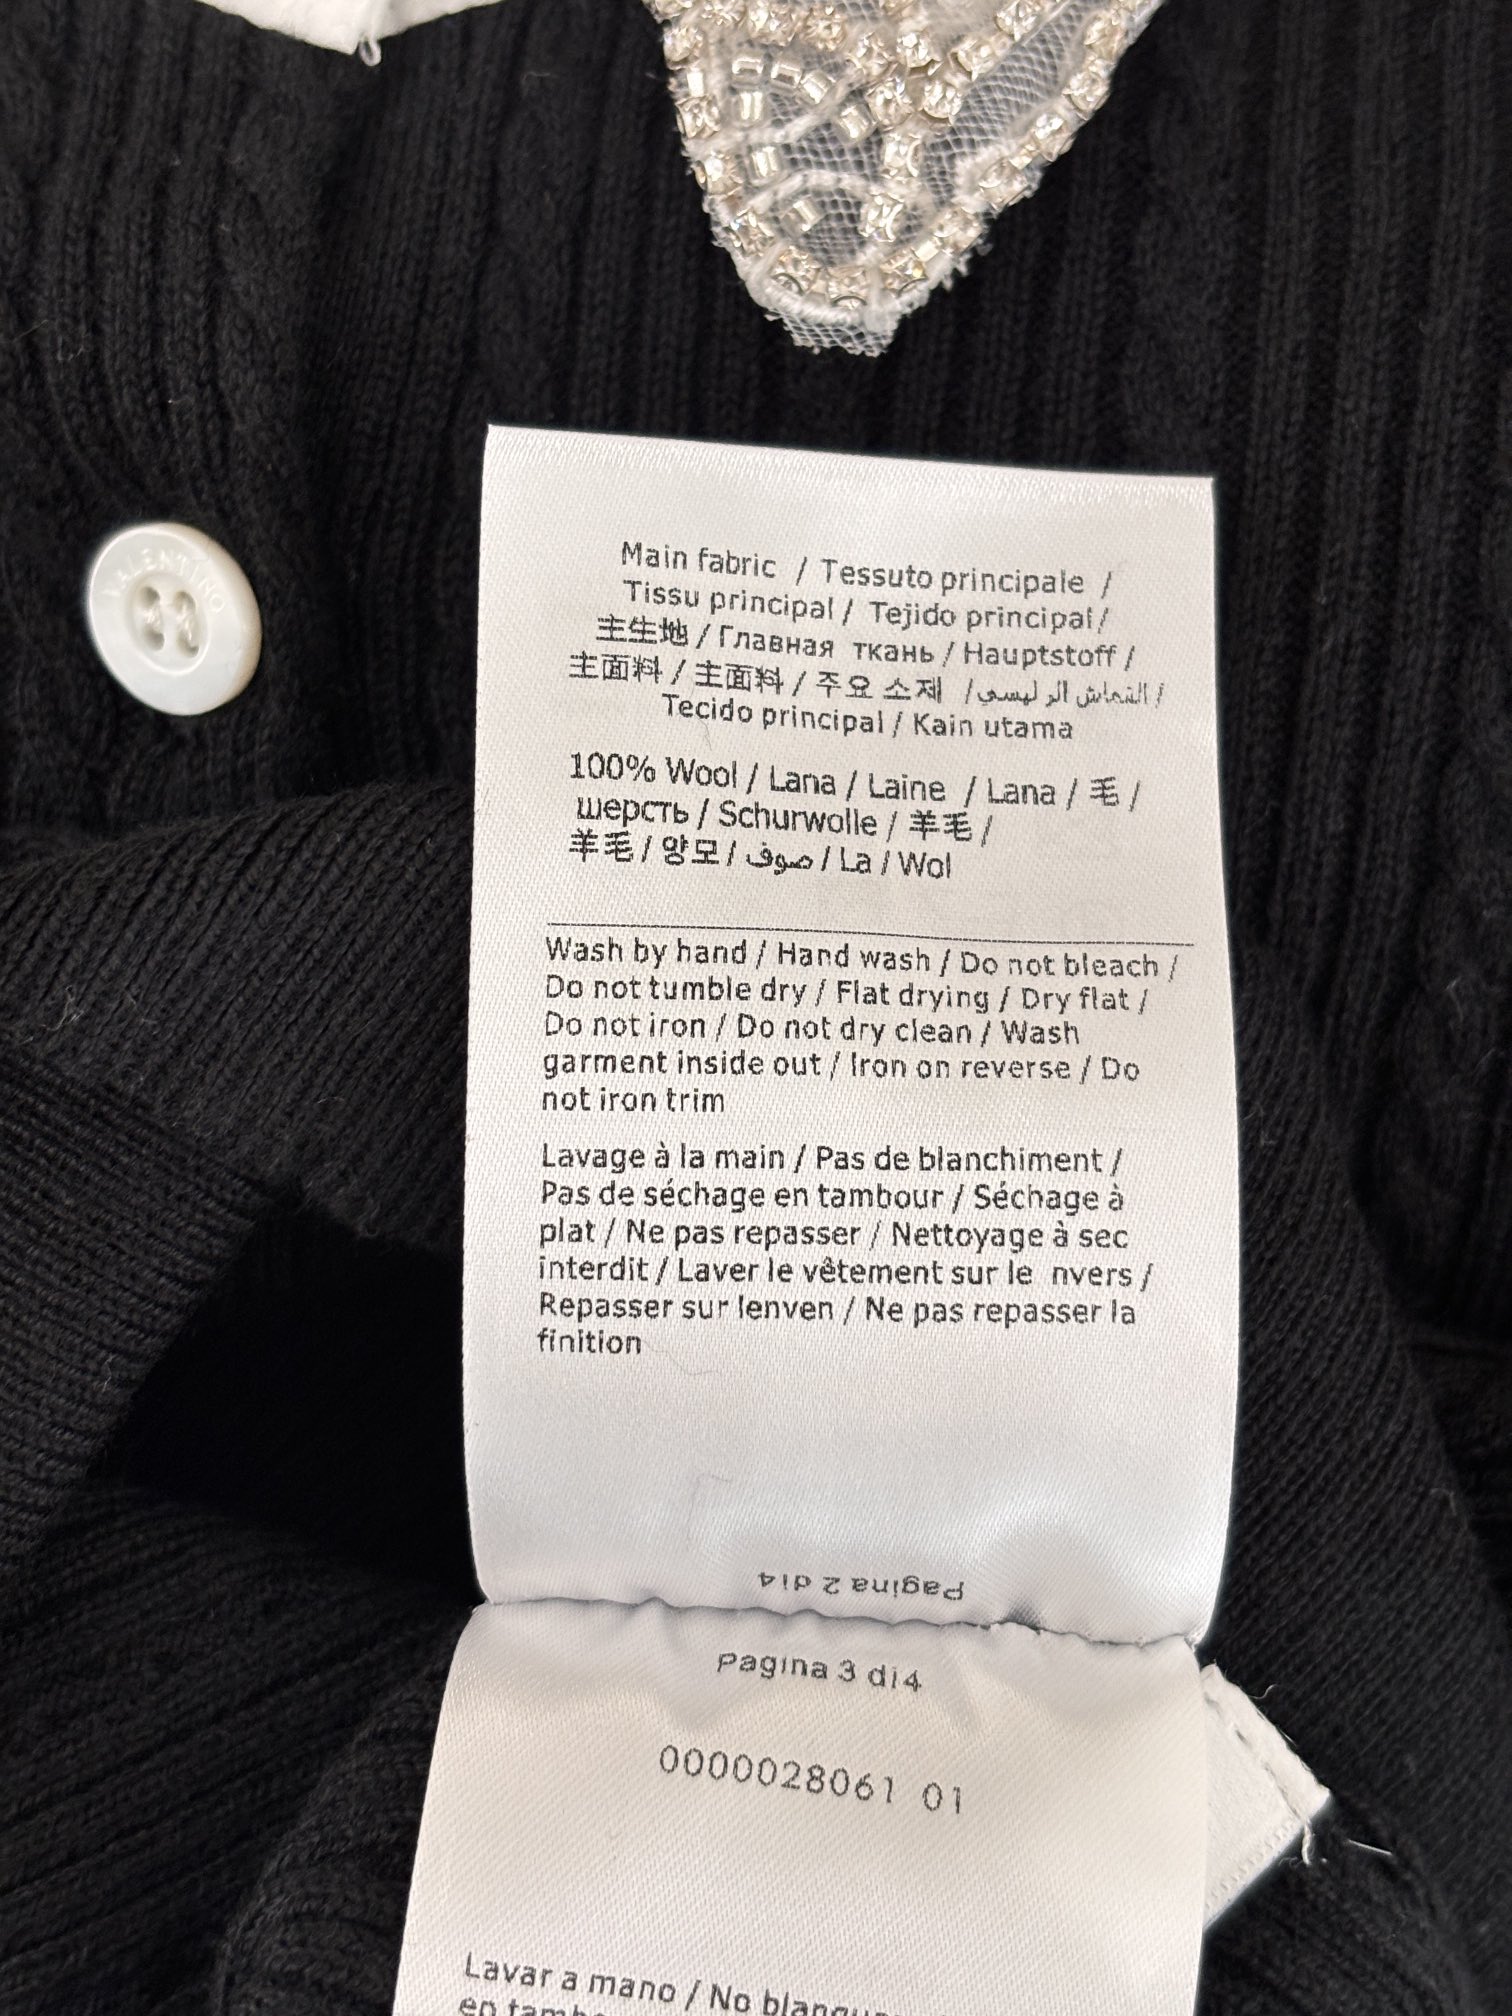 VALENTINO
Main fabric / Tessuto principale /
Tissu principal / Tejido principal/
主生地 / Главная ткань / Hauptstoff /
主面料 / 主面料 / 주요 소재 / القماش الرئيسي /
Tecido principal / Kain utama
100% Wool / Lana / Laine / Lana / 毛 /
шерсть / Schurwolle / 羊毛 /
羊毛 / 양모 / صوف / La / Wol
Wash by hand / Hand wash / Do not bleach /
Do not tumble dry / Flat drying / Dry flat /
Do not iron / Do not dry clean / Wash
garment inside out / Iron on reverse / Do
not iron trim
Lavage à la main / Pas de blanchiment /
Pas de séchage en tambour / Séchage à
plat / Ne pas repasser / Nettoyage à sec
interdit / Laver le vêtement sur le nvers /
Repasser sur lenven / Ne pas repasser la
finition
Pagina 2 di4
Pagina 3 di4
0000028061 01
Lavar a mano / No